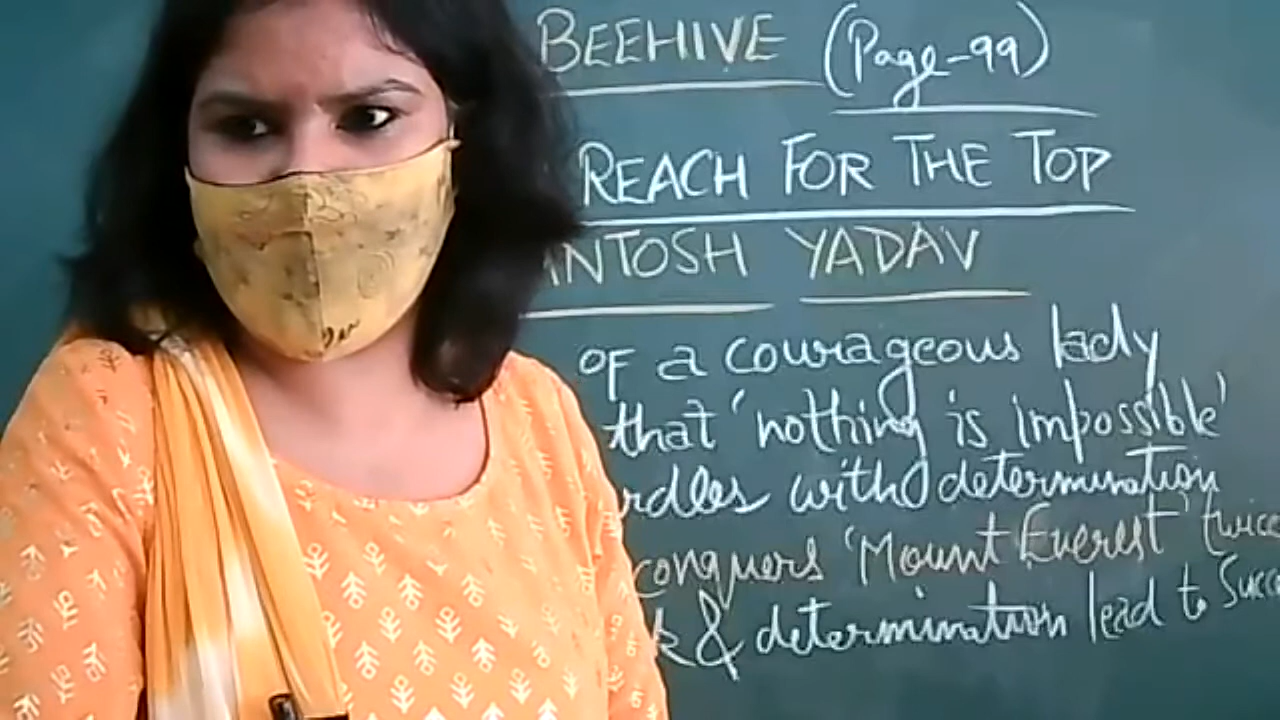 BEEHIVE (Page-99)
REACH FOR THE TOP
ANTOSH YADAV
of a courageous lady
that 'nothing is impossible'
rdles with determination
conquers 'Mount Everest' twice
k & determination lead to Succe